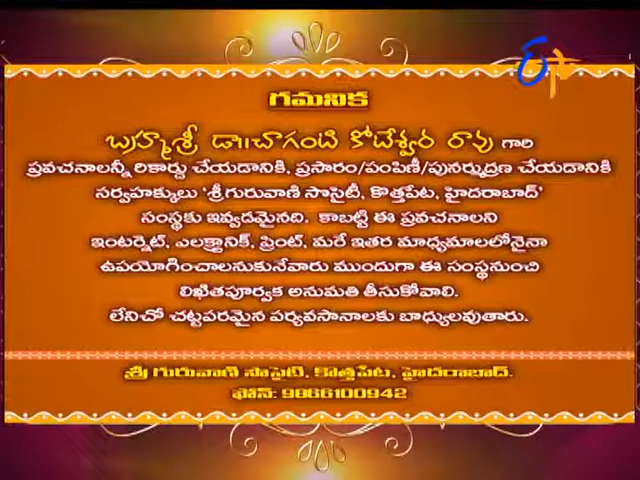 ETV
గమనిక
బ్రహ్మశ్రీ డా॥చాగంటి కోటేశ్వర రావు గారి
ప్రవచనాలన్నీ రికార్డు చేయడానికి, ప్రసారం/పంపిణీ/పునర్ముద్రణ చేయడానికి
సర్వహక్కులు ‘శ్రీగురువాణి సొసైటీ, కొత్తపేట, హైదరాబాద్’
సంస్థకు ఇవ్వడమైనది. కాబట్టి ఈ ప్రవచనాలని
ఇంటర్నెట్, ఎలక్ట్రానిక్, ప్రింట్, మరే ఇతర మాధ్యమాలలోనైనా
ఉపయోగించాలనుకునేవారు ముందుగా ఈ సంస్థనుంచి
లిఖితపూర్వక అనుమతి తీసుకోవాలి.
లేనిచో చట్టపరమైన పర్యవసానాలకు బాధ్యులవుతారు.
శ్రీ గురువాణి సొసైటి, కొత్తపేట, హైదరాబాద్.
ఫోన్: 9866100942